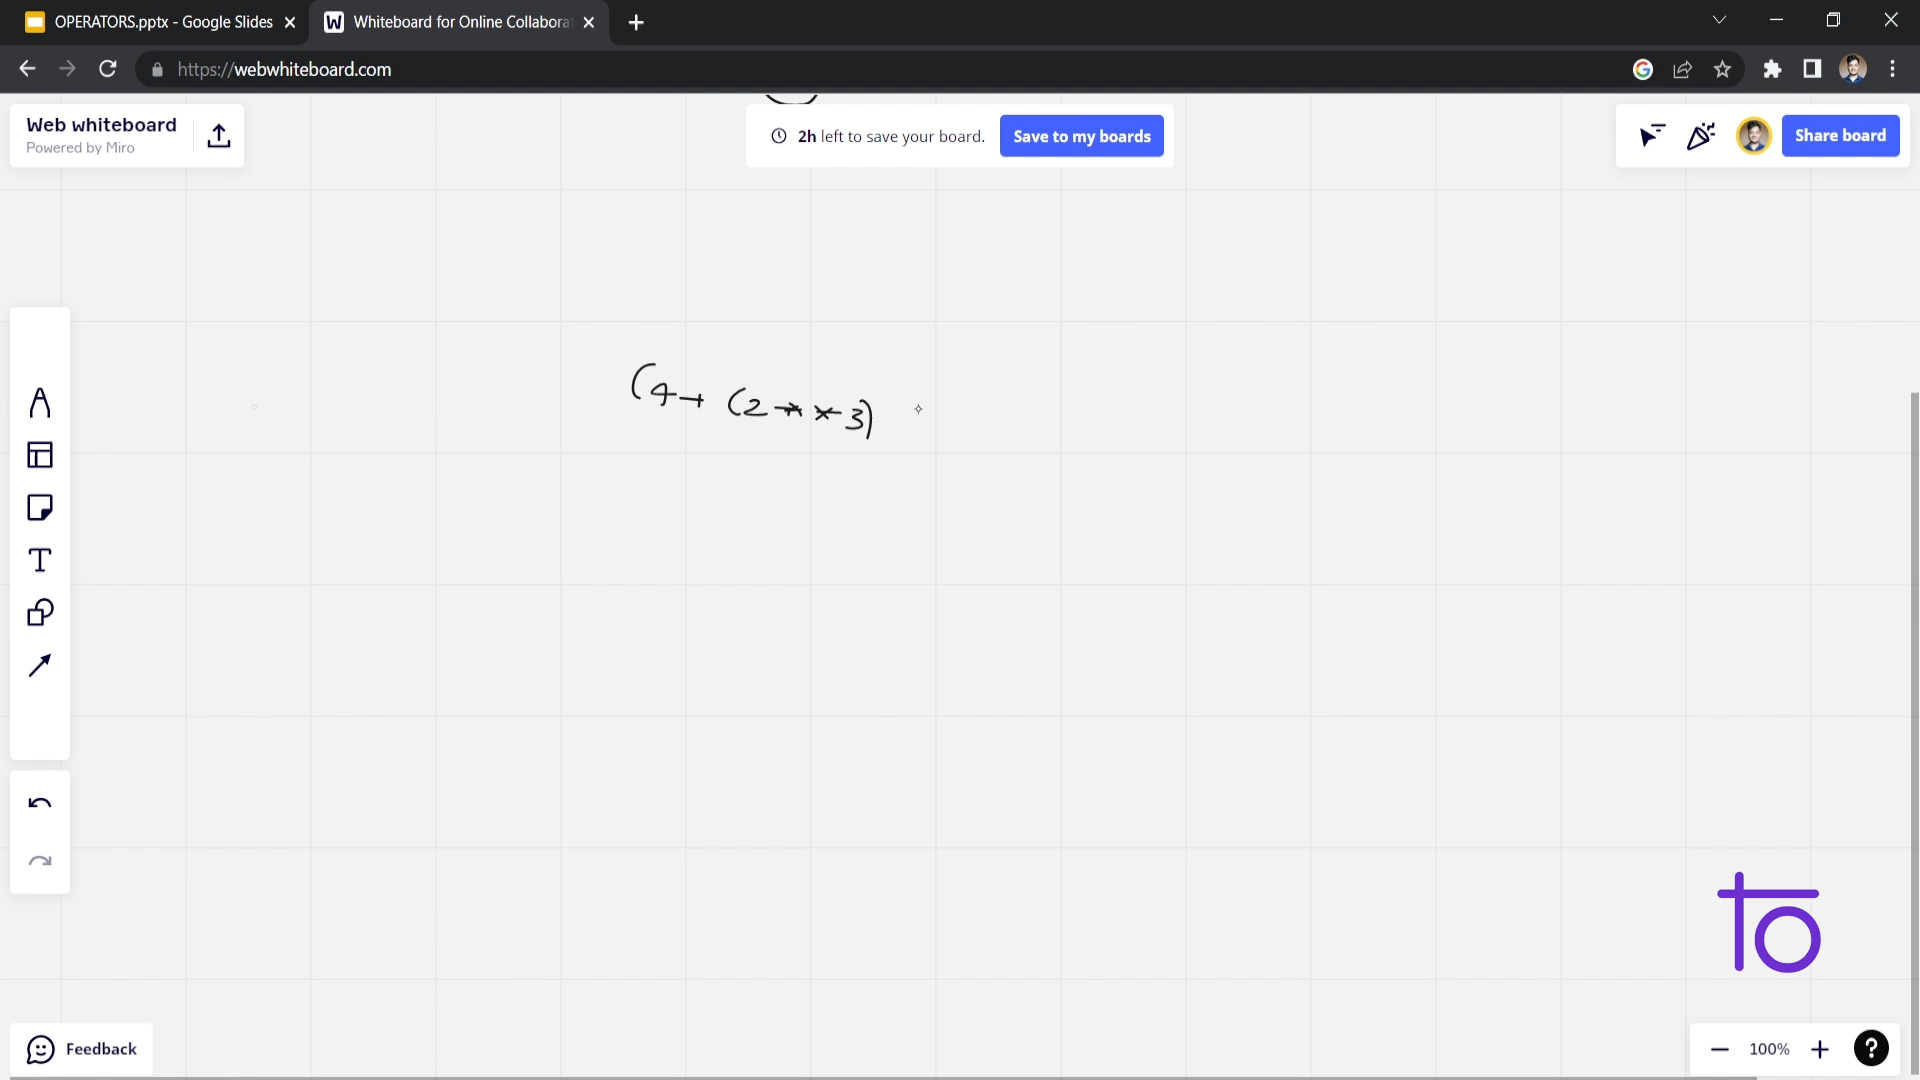 OPERATORS.pptx - Google Slides
Whiteboard for Online Collabora
https://webwhiteboard.com
Web whiteboard
Powered by Miro
2h left to save your board.
Save to my boards
Share board
(4+ (2**3)
to
Feedback
100%